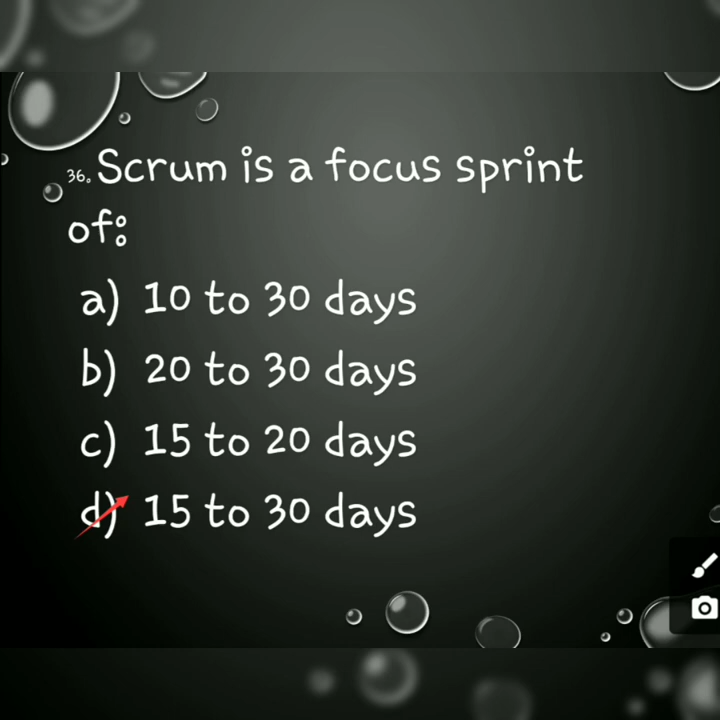 36. Scrum is a focus sprint
of:
a) 10 to 30 days
b) 20 to 30 days
c) 15 to 20 days
d) 15 to 30 days